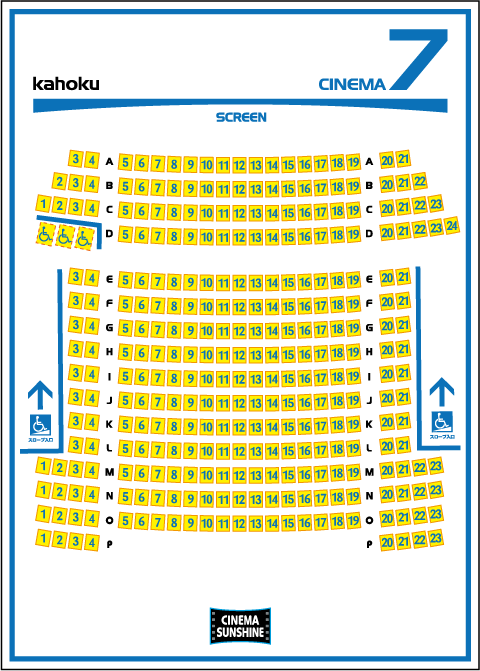 7
kahoku CINEMA
SCREEN
3 4 A 5 6 7 8 9 10 11 12 13 14 15 16 17 18 19 A 20 21
2 3 4 B 5 6 7 8 9 10 11 12 13 14 15 16 17 18 19 B 20 21 22
1 2 3 4 C 5 6 7 8 9 10 11 12 13 14 15 16 17 18 19 C 20 21 22 23
D 5 6 7 8 9 10 11 12 13 14 15 16 17 18 19 D 20 21 22 23 24
3 4 E 5 6 7 8 9 10 11 12 13 14 15 16 17 18 19 E 20 21
3 4 F 5 6 7 8 9 10 11 12 13 14 15 16 17 18 19 F 20 21
3 4 G 5 6 7 8 9 10 11 12 13 14 15 16 17 18 19 G 20 21
3 4 H 5 6 7 8 9 10 11 12 13 14 15 16 17 18 19 H 20 21
3 4 I 5 6 7 8 9 10 11 12 13 14 15 16 17 18 19 I 20 21
3 4 J 5 6 7 8 9 10 11 12 13 14 15 16 17 18 19 J 20 21
3 4 K 5 6 7 8 9 10 11 12 13 14 15 16 17 18 19 K 20 21
スロープ入口 スロープ入口
3 4 L 5 6 7 8 9 10 11 12 13 14 15 16 17 18 19 L 20 21
1 2 3 4 M 5 6 7 8 9 10 11 12 13 14 15 16 17 18 19 M 20 21 22 23
1 2 3 4 N 5 6 7 8 9 10 11 12 13 14 15 16 17 18 19 N 20 21 22 23
1 2 3 4 O 5 6 7 8 9 10 11 12 13 14 15 16 17 18 19 O 20 21 22 23
1 2 3 4 P P 20 21 22 23
CINEMA
SUNSHINE